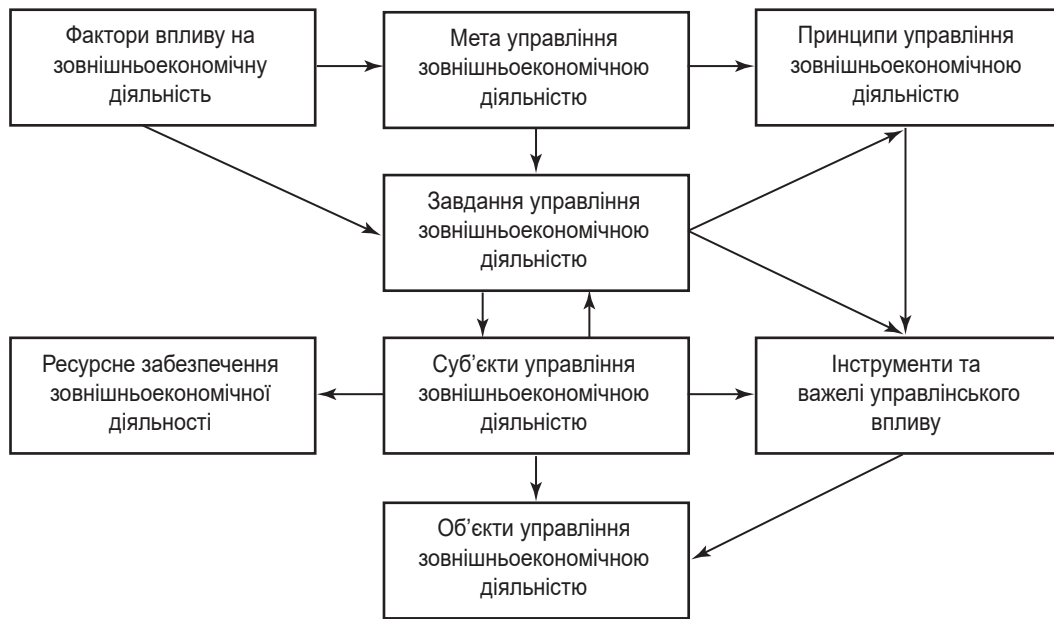 Фактори впливу на
зовнішньоекономічну
діяльність
Мета управління
зовнішньоекономічною
діяльністю
Принципи управління
зовнішньоекономічною
діяльністю
Завдання управління
зовнішньоекономічною
діяльністю
Ресурсне забезпечення
зовнішньоекономічної
діяльності
Суб’єкти управління
зовнішньоекономічною
діяльністю
Інструменти та
важелі управлінського
впливу
Об’єкти управління
зовнішньоекономічною
діяльністю